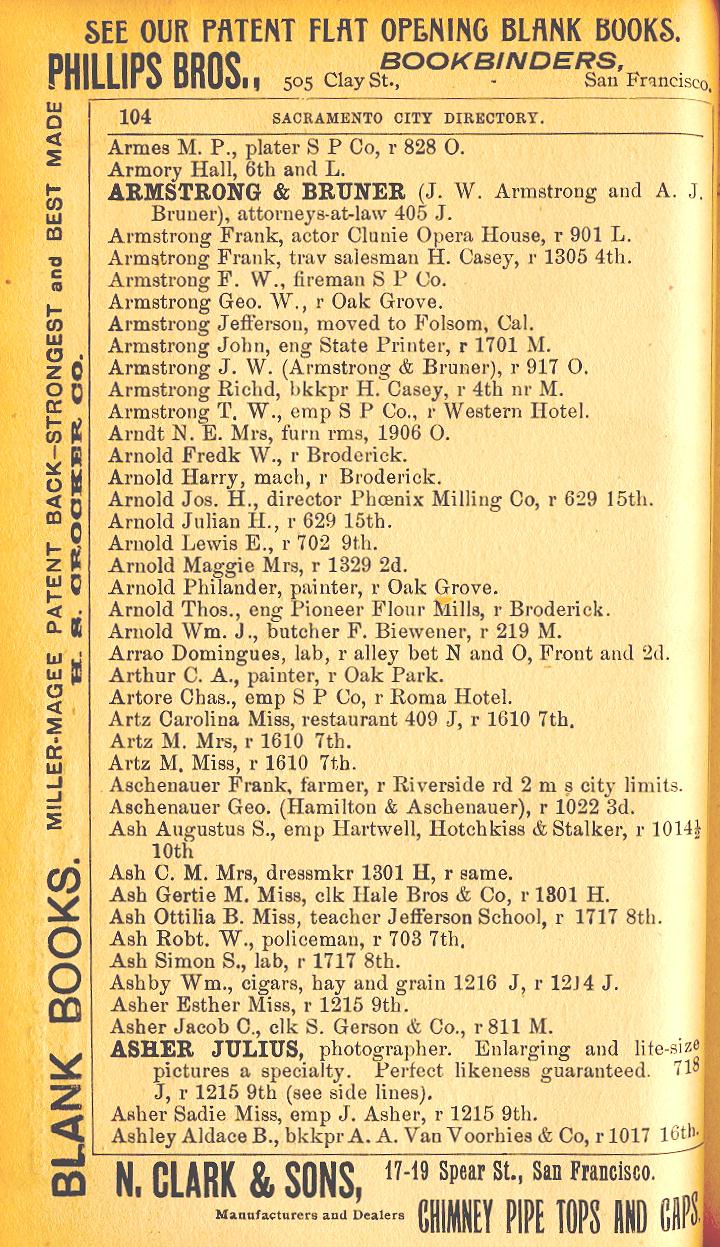 SEE OUR PATENT FLAT OPENING BLANK BOOKS.
PHILLIPS BROS., 505 Clay St., BOOKBINDERS, - San Francisco.
BLANK BOOKS. MILLER-MAGEE PATENT BACK—STRONGEST and BEST MADE
H. S. CROCKER CO.
104 SACRAMENTO CITY DIRECTORY.
Armes M. P., plater S P Co, r 828 O.
Armory Hall, 6th and L.
ARMSTRONG & BRUNER (J. W. Armstrong and A. J.
Bruner), attorneys-at-law 405 J.
Armstrong Frank, actor Clunie Opera House, r 901 L.
Armstrong Frank, trav salesman H. Casey, r 1305 4th.
Armstrong F. W., fireman S P Co.
Armstrong Geo. W., r Oak Grove.
Armstrong Jefferson, moved to Folsom, Cal.
Armstrong John, eng State Printer, r 1701 M.
Armstrong J. W. (Armstrong & Bruner), r 917 O.
Armstrong Richd, bkkpr H. Casey, r 4th nr M.
Armstrong T. W., emp S P Co., r Western Hotel.
Arndt N. E. Mrs, furn rms, 1906 O.
Arnold Fredk W., r Broderick.
Arnold Harry, mach, r Broderick.
Arnold Jos. H., director Phœnix Milling Co, r 629 15th.
Arnold Julian H., r 629 15th.
Arnold Lewis E., r 702 9th.
Arnold Maggie Mrs, r 1329 2d.
Arnold Philander, painter, r Oak Grove.
Arnold Thos., eng Pioneer Flour Mills, r Broderick.
Arnold Wm. J., butcher F. Biewener, r 219 M.
Arrao Domingues, lab, r alley bet N and O, Front and 2d.
Arthur C. A., painter, r Oak Park.
Artore Chas., emp S P Co, r Roma Hotel.
Artz Carolina Miss, restaurant 409 J, r 1610 7th.
Artz M. Mrs, r 1610 7th.
Artz M. Miss, r 1610 7th.
Aschenauer Frank, farmer, r Riverside rd 2 m s city limits.
Aschenauer Geo. (Hamilton & Aschenauer), r 1022 3d.
Ash Augustus S., emp Hartwell, Hotchkiss & Stalker, r 1014½
10th
Ash C. M. Mrs, dressmkr 1301 H, r same.
Ash Gertie M. Miss, clk Hale Bros & Co, r 1301 H.
Ash Ottilia B. Miss, teacher Jefferson School, r 1717 8th.
Ash Robt. W., policeman, r 703 7th.
Ash Simon S., lab, r 1717 8th.
Ashby Wm., cigars, hay and grain 1216 J, r 1214 J.
Asher Esther Miss, r 1215 9th.
Asher Jacob C., clk S. Gerson & Co., r 811 M.
ASHER JULIUS, photographer. Enlarging and life-size
pictures a specialty. Perfect likeness guaranteed. 718
J, r 1215 9th (see side lines).
Asher Sadie Miss, emp J. Asher, r 1215 9th.
Ashley Aldace B., bkkpr A. A. Van Voorhies & Co, r 1017 16th.
N. CLARK & SONS, 17-19 Spear St., San Francisco.
Manufacturers and Dealers CHIMNEY PIPE TOPS AND CAPS.